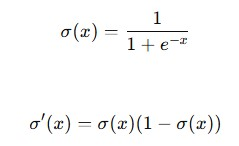 σ(x) = 1 / (1 + e^{-x})
σ′(x) = σ(x)(1 − σ(x))